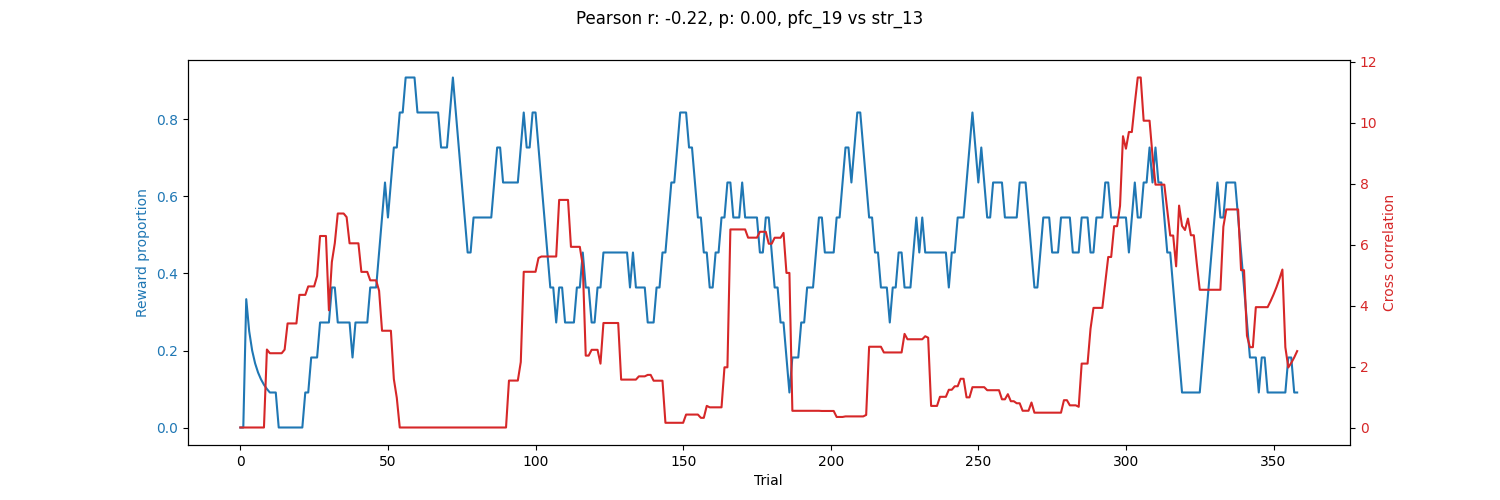 Pearson r: -0.22, p: 0.00, pfc_19 vs str_13
Reward proportion
0.8
0.6
0.4
0.2
0.0
12
10
8
6
4
2
0
Cross correlation
0 50 100 150 200 250 300 350
Trial